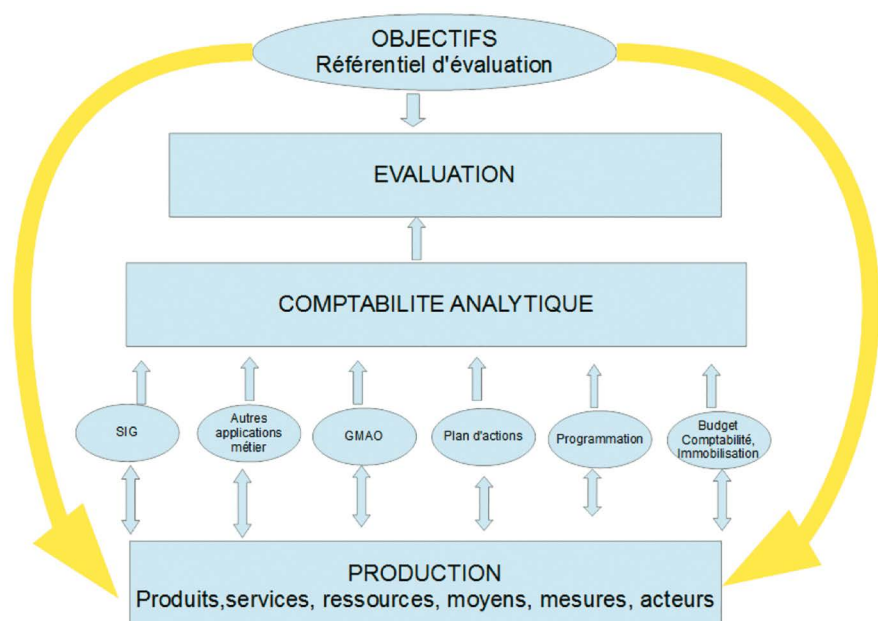 OBJECTIFS
Référentiel d'évaluation
EVALUATION
COMPTABILITE ANALYTIQUE
SIG
Autres
applications
métier
GMAO
Plan d'actions
Programmation
Budget
Comptabilité,
Immobilisation
PRODUCTION
Produits,services, ressources, moyens, mesures, acteurs